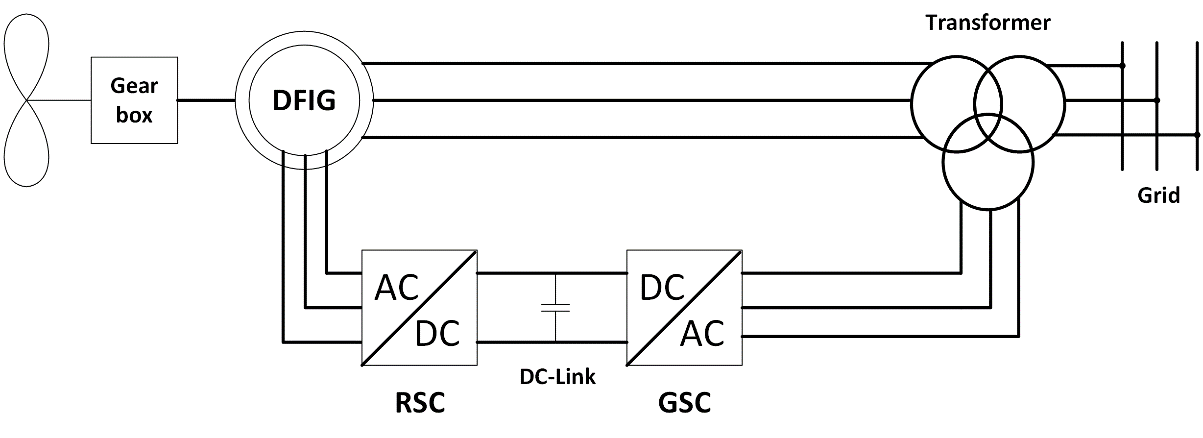 Transformer
Gear
box
DFIG
Grid
AC
DC
DC
AC
DC-Link
RSC
GSC